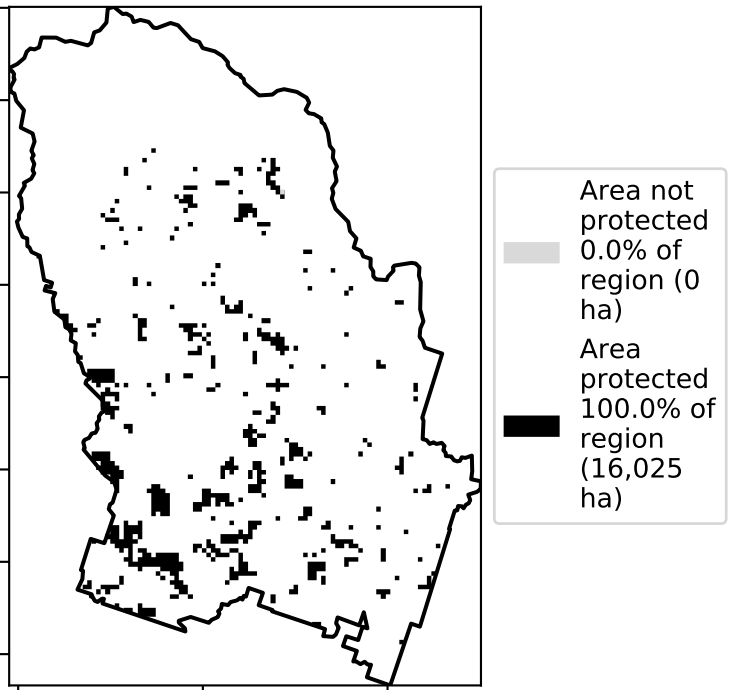 Area not
protected
0.0% of
region (0
ha)
Area
protected
100.0% of
region
(16,025
ha)